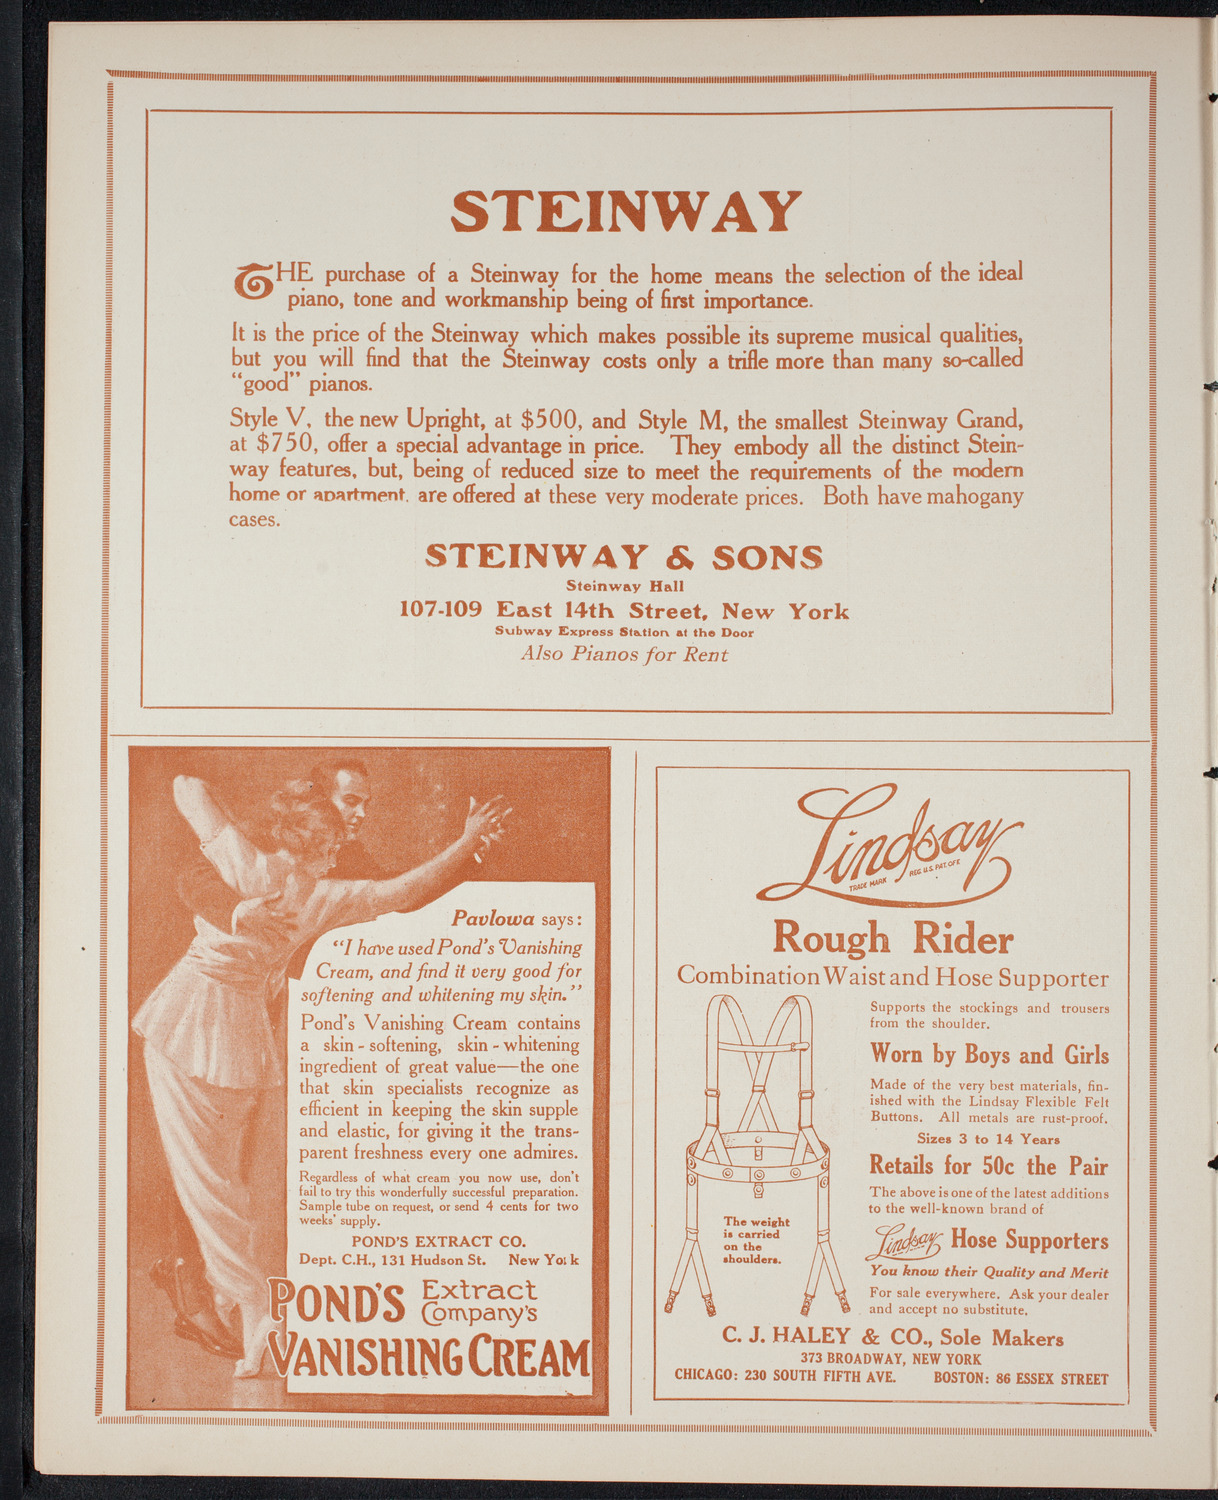 STEINWAY
THE purchase of a Steinway for the home means the selection of the ideal
piano, tone and workmanship being of first importance.
It is the price of the Steinway which makes possible its supreme musical qualities,
but you will find that the Steinway costs only a trifle more than many so-called
“good” pianos.
Style V, the new Upright, at $500, and Style M, the smallest Steinway Grand,
at $750, offer a special advantage in price. They embody all the distinct Stein-
way features, but, being of reduced size to meet the requirements of the modern
home or apartment, are offered at these very moderate prices. Both have mahogany
cases.
STEINWAY & SONS
Steinway Hall
107-109 East 14th Street, New York
Subway Express Station at the Door
Also Pianos for Rent
Pavlowa says:
“I have used Pond's Vanishing
Cream, and find it very good for
softening and whitening my skin.”
Pond's Vanishing Cream contains
a skin-softening, skin-whitening
ingredient of great value—the one
that skin specialists recognize as
efficient in keeping the skin supple
and elastic, for giving it the trans-
parent freshness every one admires.
Regardless of what cream you now use, don't
fail to try this wonderfully successful preparation.
Sample tube on request, or send 4 cents for two
weeks' supply.
POND'S EXTRACT CO.
Dept. C.H., 131 Hudson St. New York
POND'S Extract
Company's
VANISHING CREAM
Lindsay
TRADE MARK REG. U.S. PAT. OFF.
Rough Rider
Combination Waist and Hose Supporter
Supports the stockings and trousers
from the shoulder.
Worn by Boys and Girls
Made of the very best materials, fin-
ished with the Lindsay Flexible Felt
Buttons. All metals are rust-proof.
Sizes 3 to 14 Years
Retails for 50c the Pair
The above is one of the latest additions
to the well-known brand of
Lindsay Hose Supporters
You know their Quality and Merit
For sale everywhere. Ask your dealer
and accept no substitute.
The weight
is carried
on the
shoulders.
C. J. HALEY & CO., Sole Makers
373 BROADWAY, NEW YORK
CHICAGO: 230 SOUTH FIFTH AVE. BOSTON: 86 ESSEX STREET